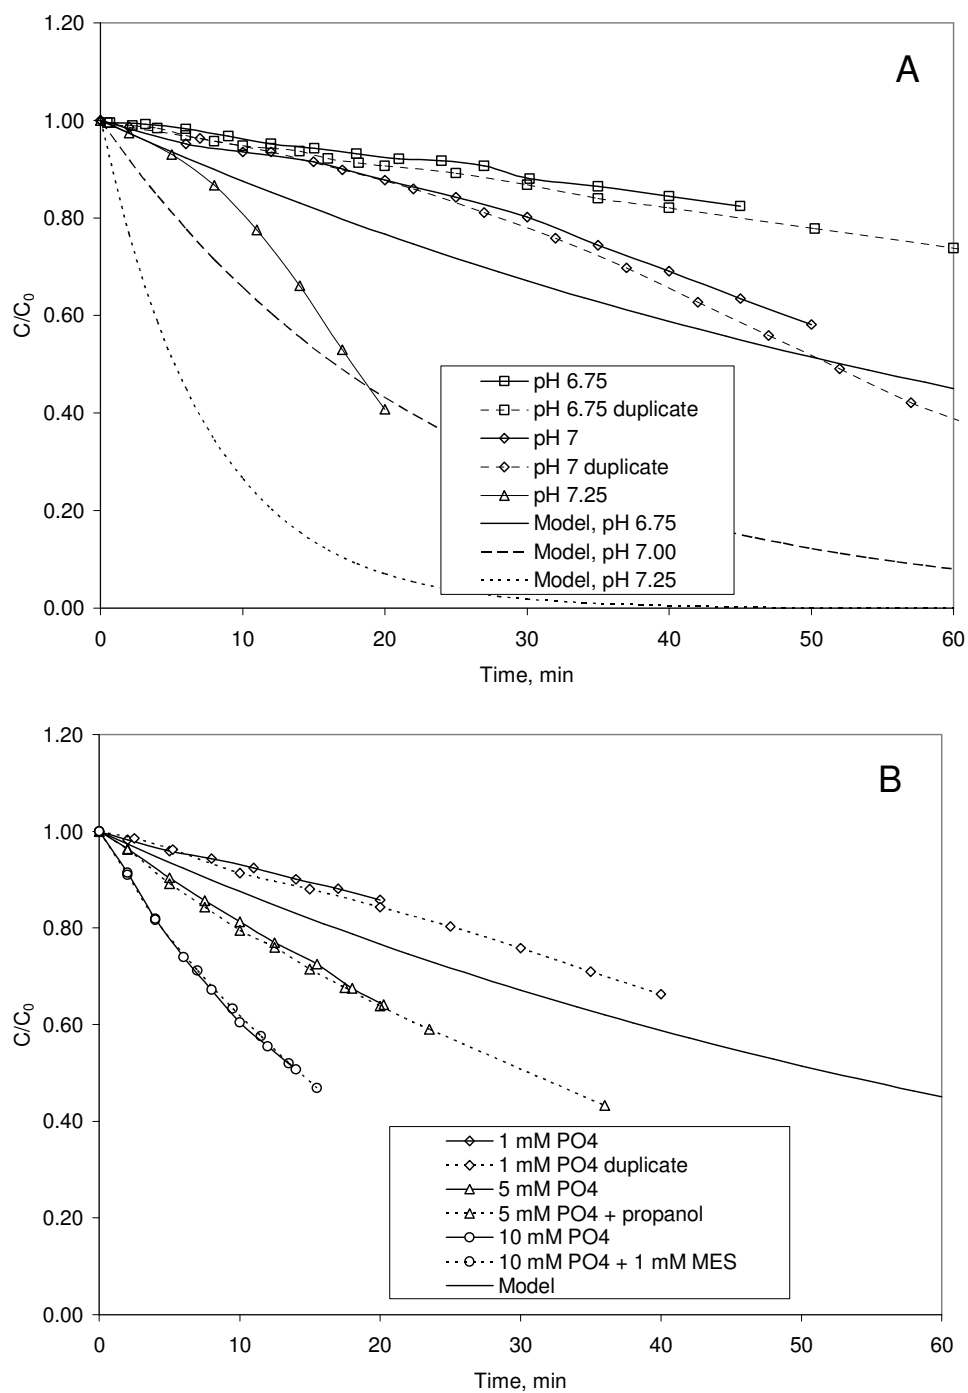 A
1.20
1.00
0.80
0.60
0.40
0.20
0.00
C/C0
pH 6.75
pH 6.75 duplicate
pH 7
pH 7 duplicate
pH 7.25
Model, pH 6.75
Model, pH 7.00
Model, pH 7.25
0 10 20 30 40 50 60
Time, min
B
1.20
1.00
0.80
0.60
0.40
0.20
0.00
C/C0
1 mM PO4
1 mM PO4 duplicate
5 mM PO4
5 mM PO4 + propanol
10 mM PO4
10 mM PO4 + 1 mM MES
Model
0 10 20 30 40 50 60
Time, min